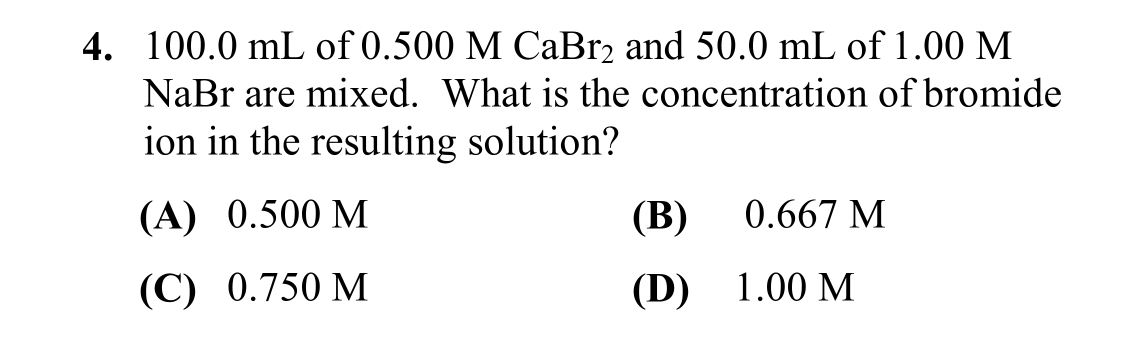 4. 100.0 mL of 0.500 M CaBr₂ and 50.0 mL of 1.00 M
NaBr are mixed. What is the concentration of bromide
ion in the resulting solution?
(A) 0.500 M (B) 0.667 M
(C) 0.750 M (D) 1.00 M